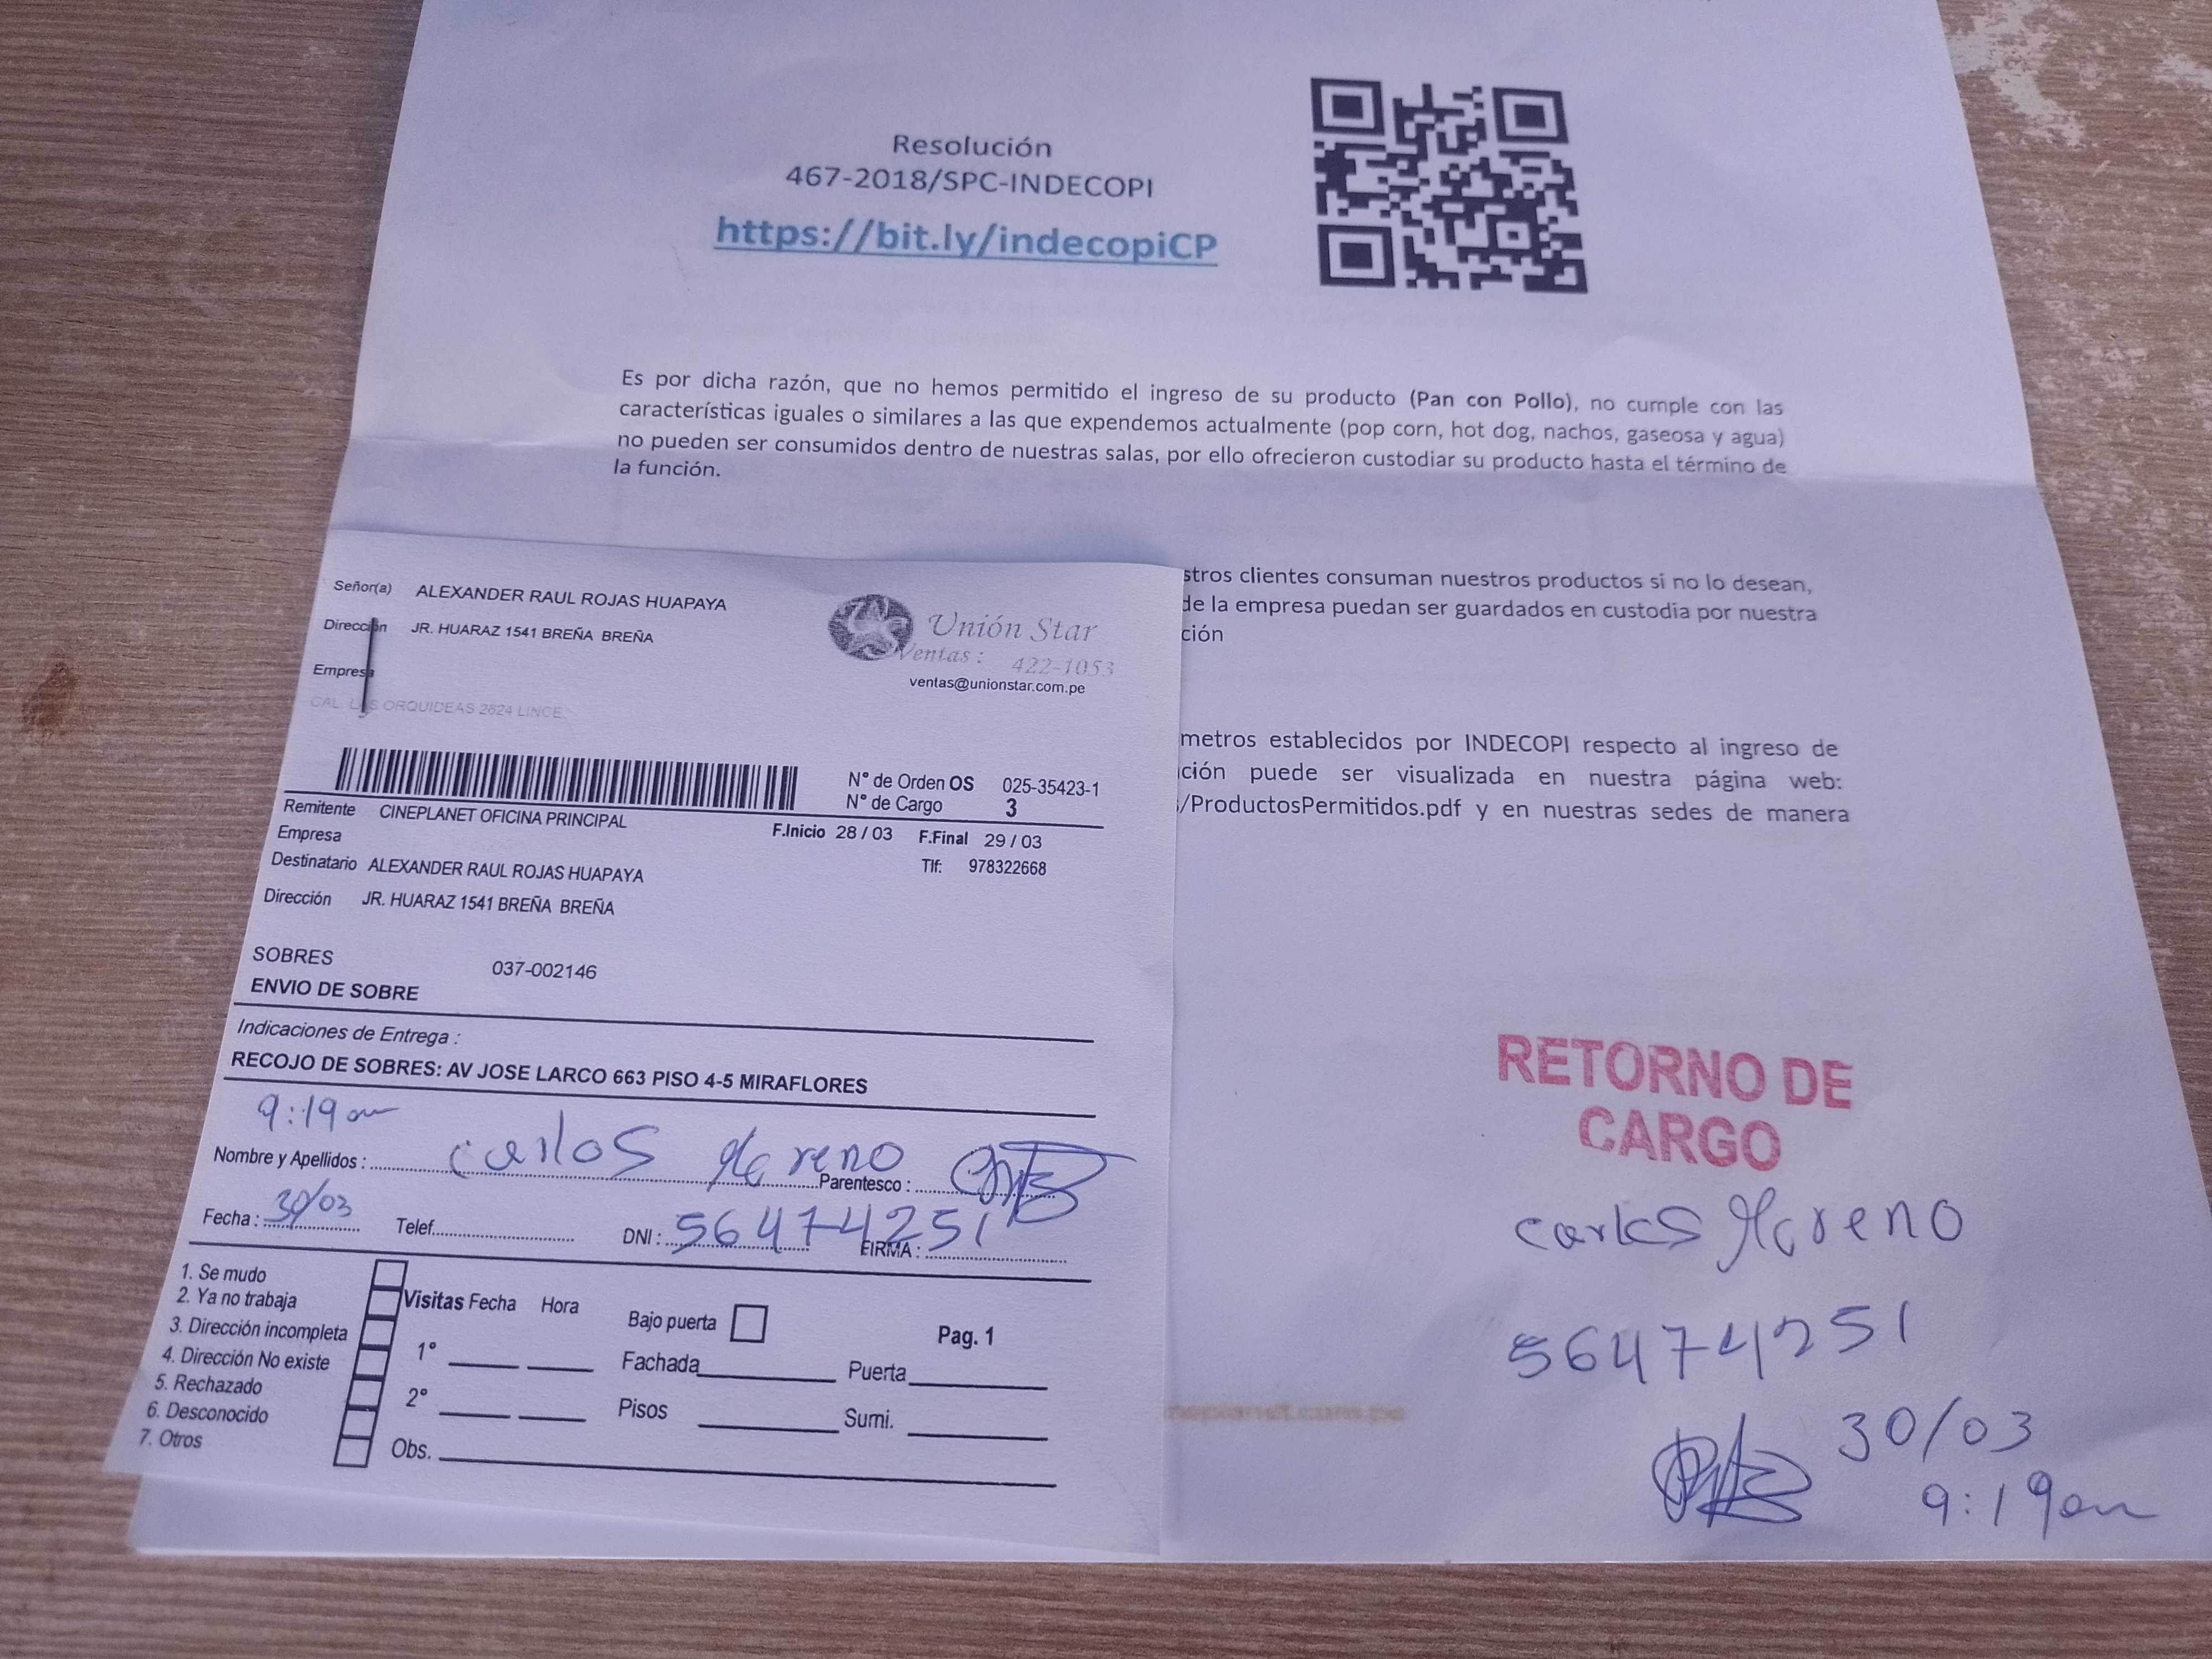 Resolución
467-2018/SPC-INDECOPI
https://bit.ly/indecopiCP
Es por dicha razón, que no hemos permitido el ingreso de su producto (Pan con Pollo), no cumple con las
características iguales o similares a las que expendemos actualmente (pop corn, hot dog, nachos, gaseosa y agua)
no pueden ser consumidos dentro de nuestras salas, por ello ofrecieron custodiar su producto hasta el término de
la función.
stros clientes consuman nuestros productos si no lo desean,
de la empresa puedan ser guardados en custodia por nuestra
ción
metros establecidos por INDECOPI respecto al ingreso de
ción puede ser visualizada en nuestra página web:
/ProductosPermitidos.pdf y en nuestras sedes de manera
RETORNO DE
CARGO
Carlos Moreno
56474251
30/03
9:19am
Señor(a) ALEXANDER RAUL ROJAS HUAPAYA
Dirección JR. HUARAZ 1541 BREÑA BREÑA
Empresa
CAL. LAS ORQUIDEAS 2624 LINCE
Unión Star
Ventas: 422-1053
ventas@unionstar.com.pe
N° de Orden OS 025-35423-1
N° de Cargo 3
Remitente CINEPLANET OFICINA PRINCIPAL
Empresa F.Inicio 28 / 03 F.Final 29 / 03
Destinatario ALEXANDER RAUL ROJAS HUAPAYA Tlf: 978322668
Dirección JR. HUARAZ 1541 BREÑA BREÑA
SOBRES 037-002146
ENVIO DE SOBRE
Indicaciones de Entrega :
RECOJO DE SOBRES: AV JOSE LARCO 663 PISO 4-5 MIRAFLORES
9:19am
Nombre y Apellidos : Carlos Moreno Parentesco :
Fecha : 30/03 Telef. DNI : 56474251 FIRMA :
1. Se mudo
2. Ya no trabaja
3. Dirección incompleta
4. Dirección No existe
5. Rechazado
6. Desconocido
7. Otros
Visitas Fecha Hora Bajo puerta Pag. 1
1° Fachada Puerta
2° Pisos Sumi.
Obs.